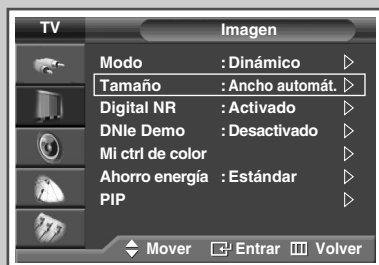 TV Imagen
Modo : Dinámico
Tamaño : Ancho automát.
Digital NR : Activado
DNIe Demo : Desactivado
Mi ctrl de color
Ahorro energía : Estándar
PIP
Mover Entrar Volver